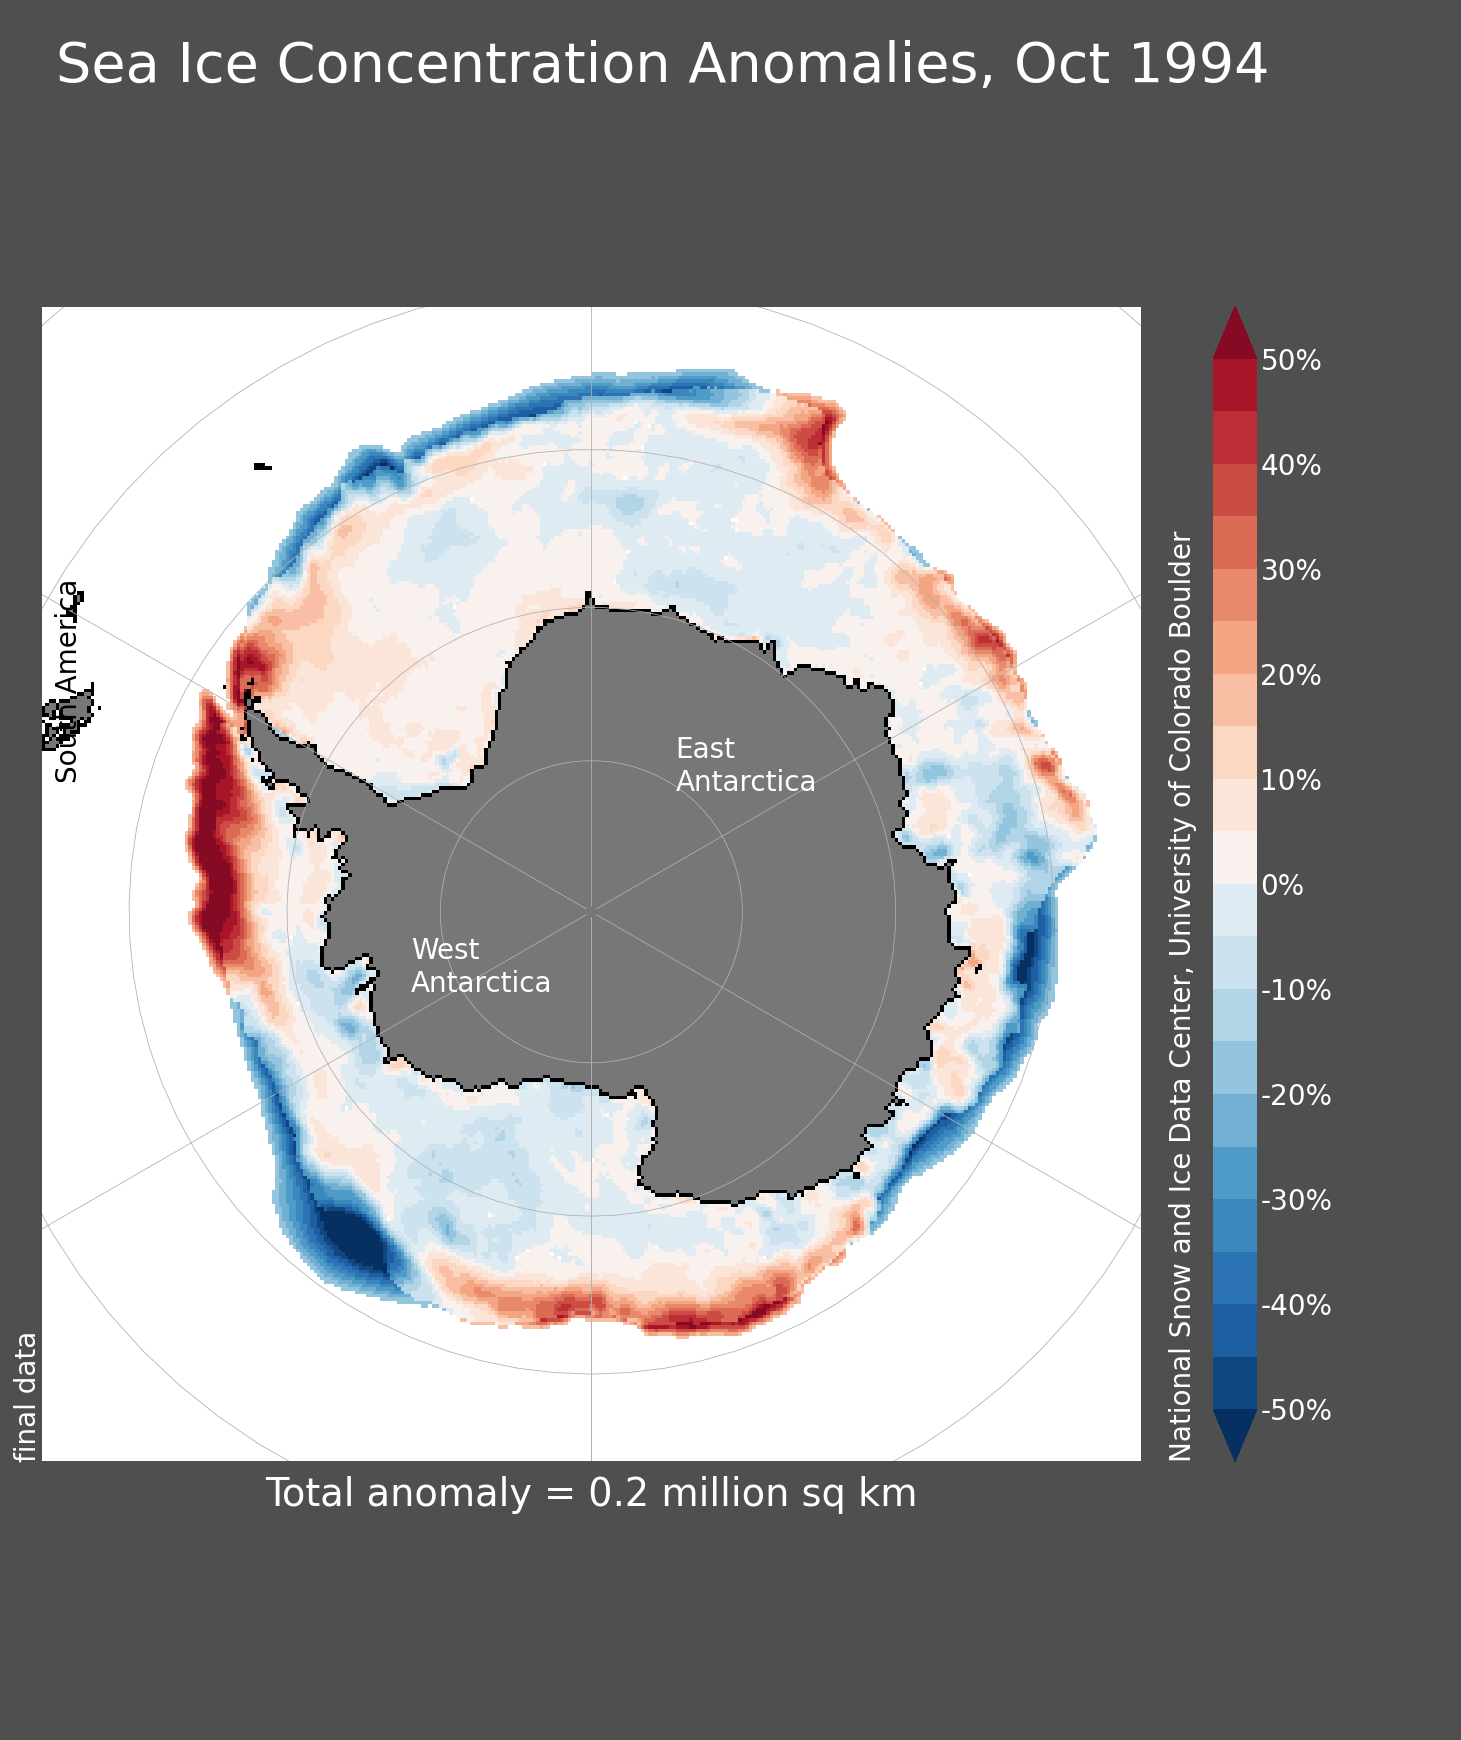 Sea Ice Concentration Anomalies, Oct 1994
South America
East
Antarctica
West
Antarctica
final data
National Snow and Ice Data Center, University of Colorado Boulder
50%
40%
30%
20%
10%
0%
-10%
-20%
-30%
-40%
-50%
Total anomaly = 0.2 million sq km